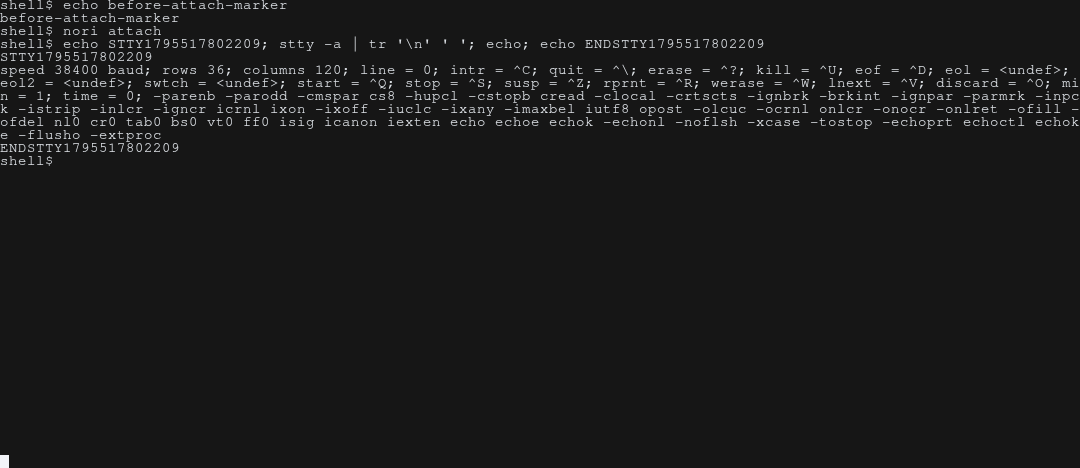 shell$ echo before-attach-marker
before-attach-marker
shell$ nori attach
shell$ echo STTY1795517802209; stty -a | tr '\n' ' '; echo; echo ENDSTTY1795517802209
STTY1795517802209
speed 38400 baud; rows 36; columns 120; line = 0; intr = ^C; quit = ^\; erase = ^?; kill = ^U; eof = ^D; eol = <undef>;
eol2 = <undef>; swtch = <undef>; start = ^Q; stop = ^S; susp = ^Z; rprnt = ^R; werase = ^W; lnext = ^V; discard = ^O; mi
n = 1; time = 0; -parenb -parodd -cmspar cs8 -hupcl -cstopb cread -clocal -crtscts -ignbrk -brkint -ignpar -parmrk -inpc
k -istrip -inlcr -igncr icrnl ixon -ixoff -iuclc -ixany -imaxbel iutf8 opost -olcuc -ocrnl onlcr -onocr -onlret -ofill -
ofdel nl0 cr0 tab0 bs0 vt0 ff0 isig icanon iexten echo echoe echok -echonl -noflsh -xcase -tostop -echoprt echoctl echok
e -flusho -extproc
ENDSTTY1795517802209
shell$